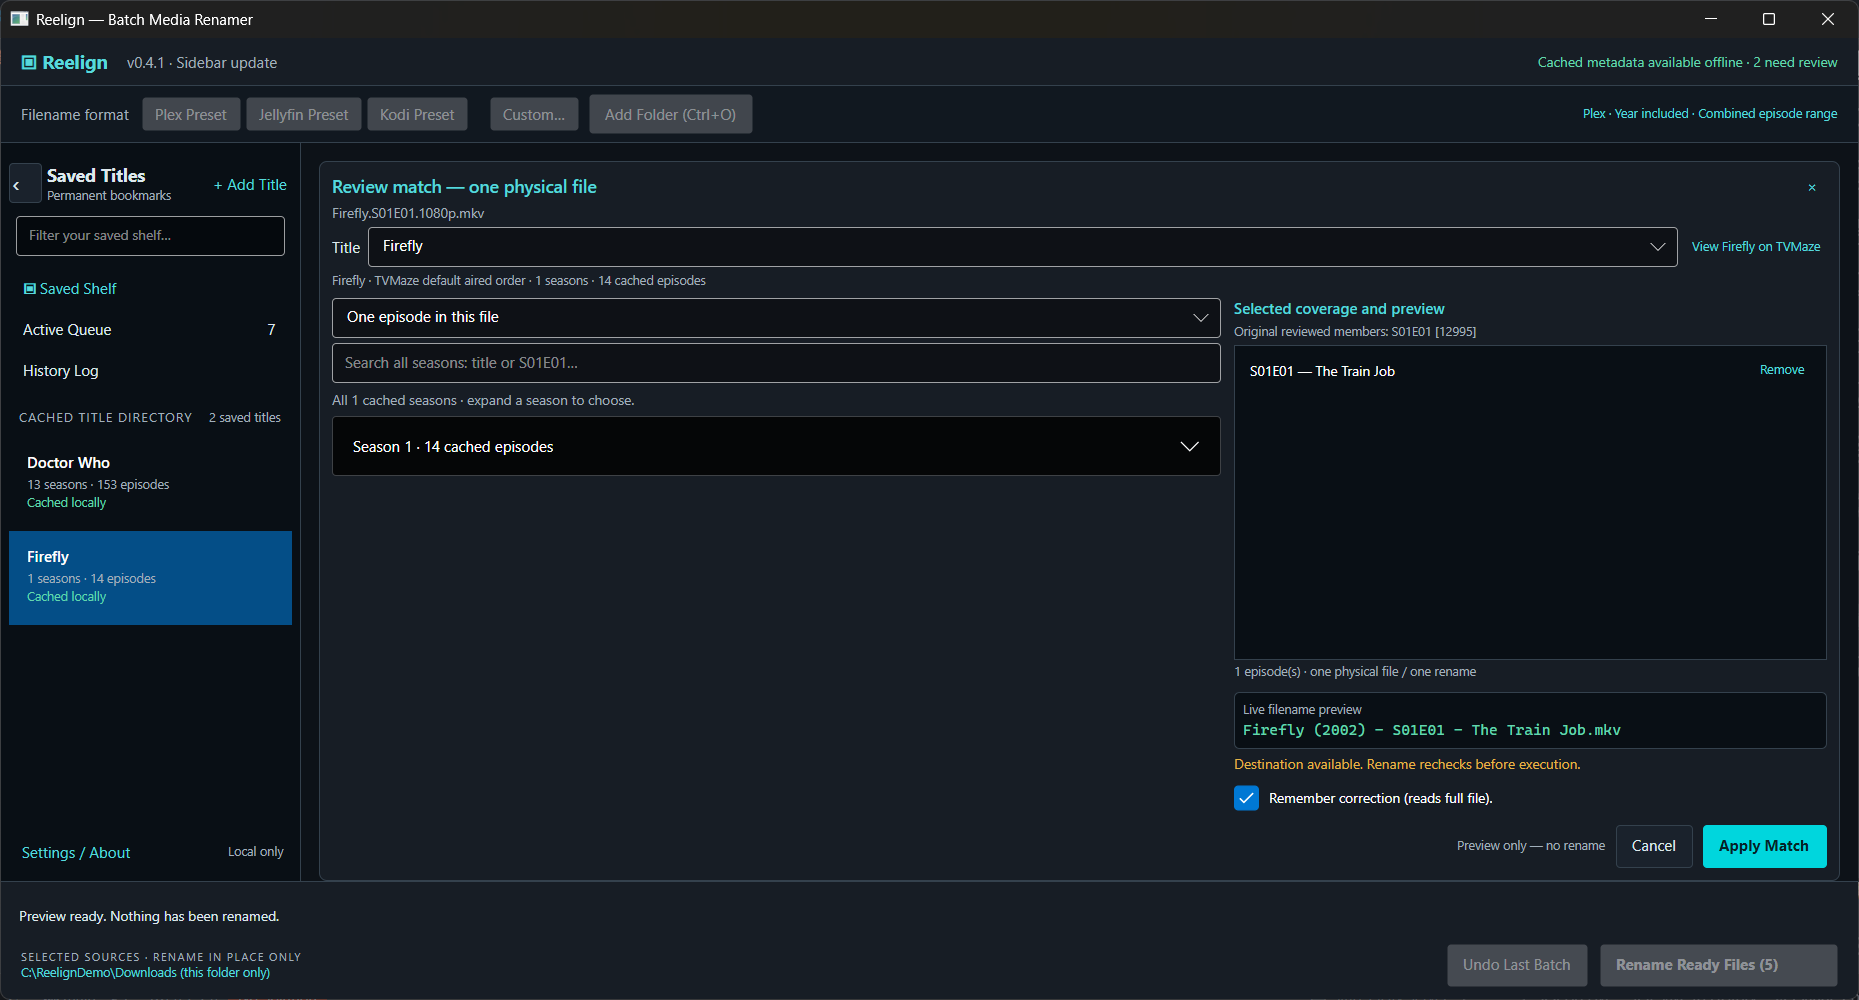 Reelign — Batch Media Renamer
Reelign v0.4.1 · Sidebar update
Cached metadata available offline · 2 need review
Filename format
Plex Preset
Jellyfin Preset
Kodi Preset
Custom...
Add Folder (Ctrl+O)
Plex · Year included · Combined episode range
Saved Titles
Permanent bookmarks
+ Add Title
Filter your saved shelf...
Saved Shelf
Active Queue 7
History Log
CACHED TITLE DIRECTORY 2 saved titles
Doctor Who
13 seasons · 153 episodes
Cached locally
Firefly
1 seasons · 14 episodes
Cached locally
Settings / About
Local only
Review match — one physical file
Firefly.S01E01.1080p.mkv
Title Firefly
View Firefly on TVMaze
Firefly · TVMaze default aired order · 1 seasons · 14 cached episodes
One episode in this file
Search all seasons: title or S01E01...
All 1 cached seasons · expand a season to choose.
Season 1 · 14 cached episodes
Selected coverage and preview
Original reviewed members: S01E01 [12995]
S01E01 — The Train Job
Remove
1 episode(s) · one physical file / one rename
Live filename preview
Firefly (2002) - S01E01 - The Train Job.mkv
Destination available. Rename rechecks before execution.
Remember correction (reads full file).
Preview only — no rename
Cancel
Apply Match
Preview ready. Nothing has been renamed.
SELECTED SOURCES · RENAME IN PLACE ONLY
C:\ReelignDemo\Downloads (this folder only)
Undo Last Batch
Rename Ready Files (5)